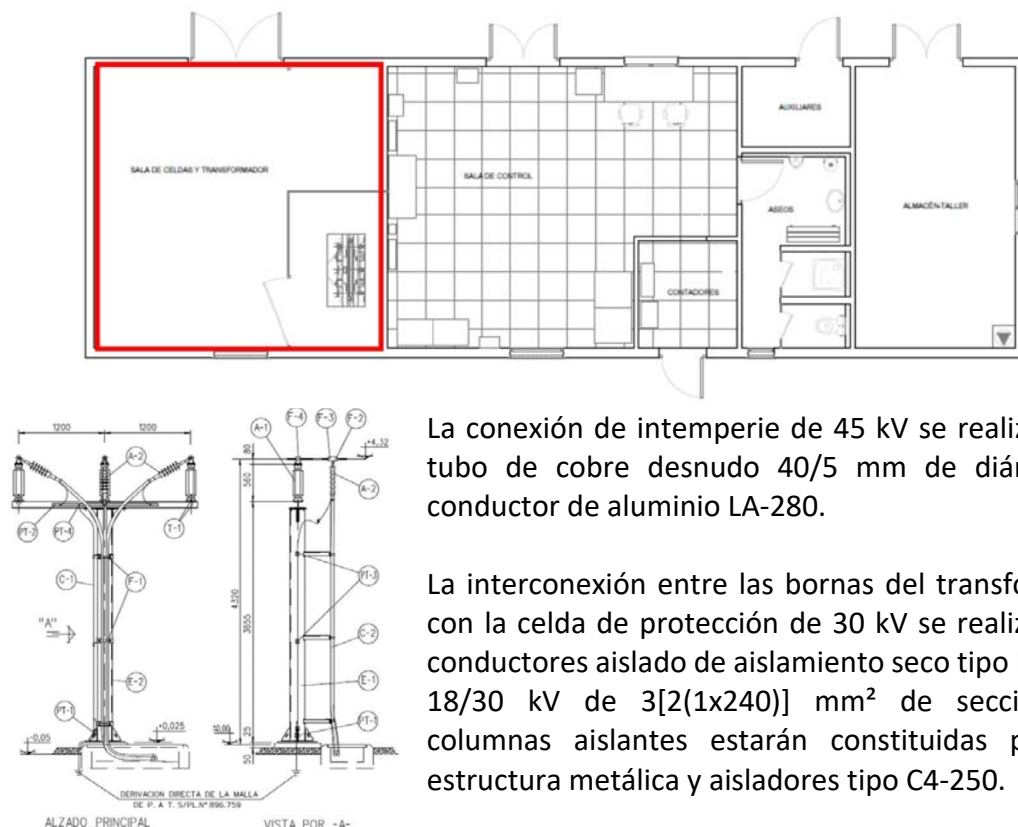 SALA DE CELDAS Y TRANSFORMADOR
SALA DE CONTROL
AUXILIARES
ASEOS
CONTADORES
ALMACÉN-TALLER
1200 1200
A-2
PT-2 PT-4 T-1
C-1 F-1
"A"
E-2
PT-1
-0,05 +0,025
DERIVACION DIRECTA DE LA MALLA
DE P. A T. S/PL.Nº 896.759
ALZADO PRINCIPAL
F-4 F-3 F-2
A-1
+4,32
80
560
A-2
PT-3
4320
3655
C-2
E-1
±0.00
25
50
PT-1
VISTA POR -A-
La conexión de intemperie de 45 kV se realiz
tubo de cobre desnudo 40/5 mm de diá
conductor de aluminio LA-280.
La interconexión entre las bornas del transfo
con la celda de protección de 30 kV se realiz
conductores aislado de aislamiento seco tipo
18/30 kV de 3[2(1x240)] mm² de secci
columnas aislantes estarán constituidas p
estructura metálica y aisladores tipo C4-250.